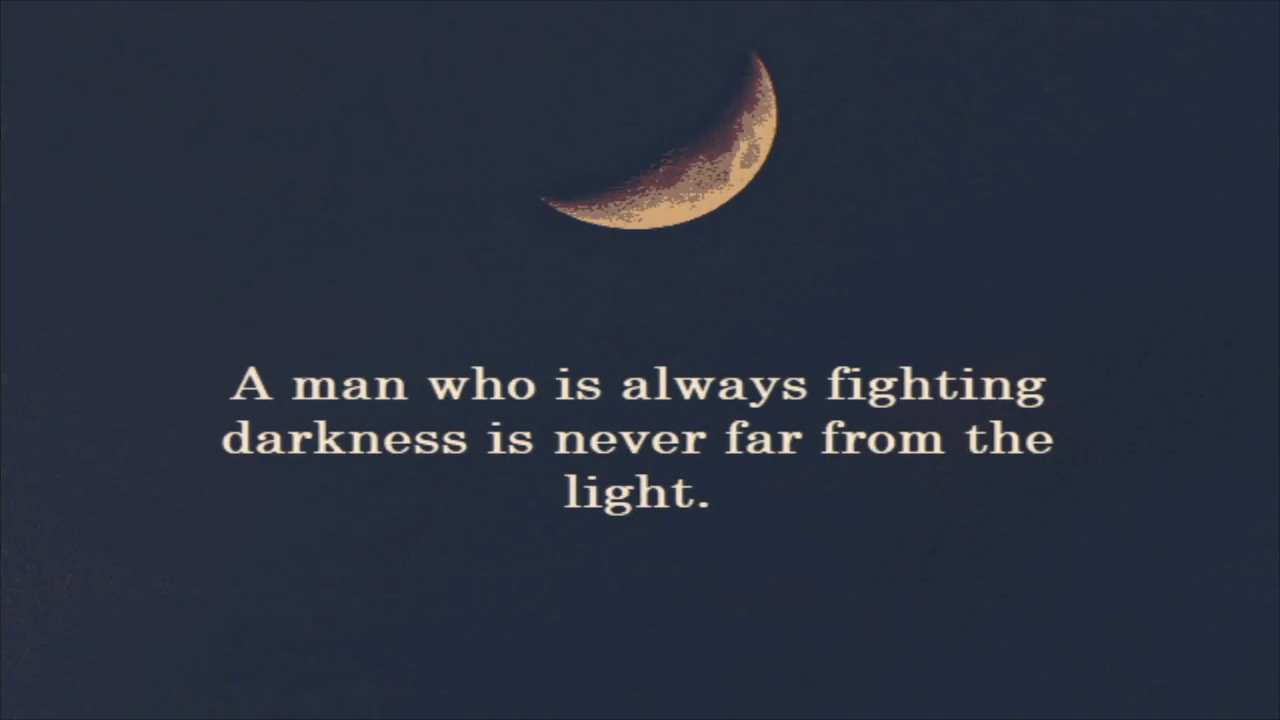 A man who is always fighting
darkness is never far from the
light.